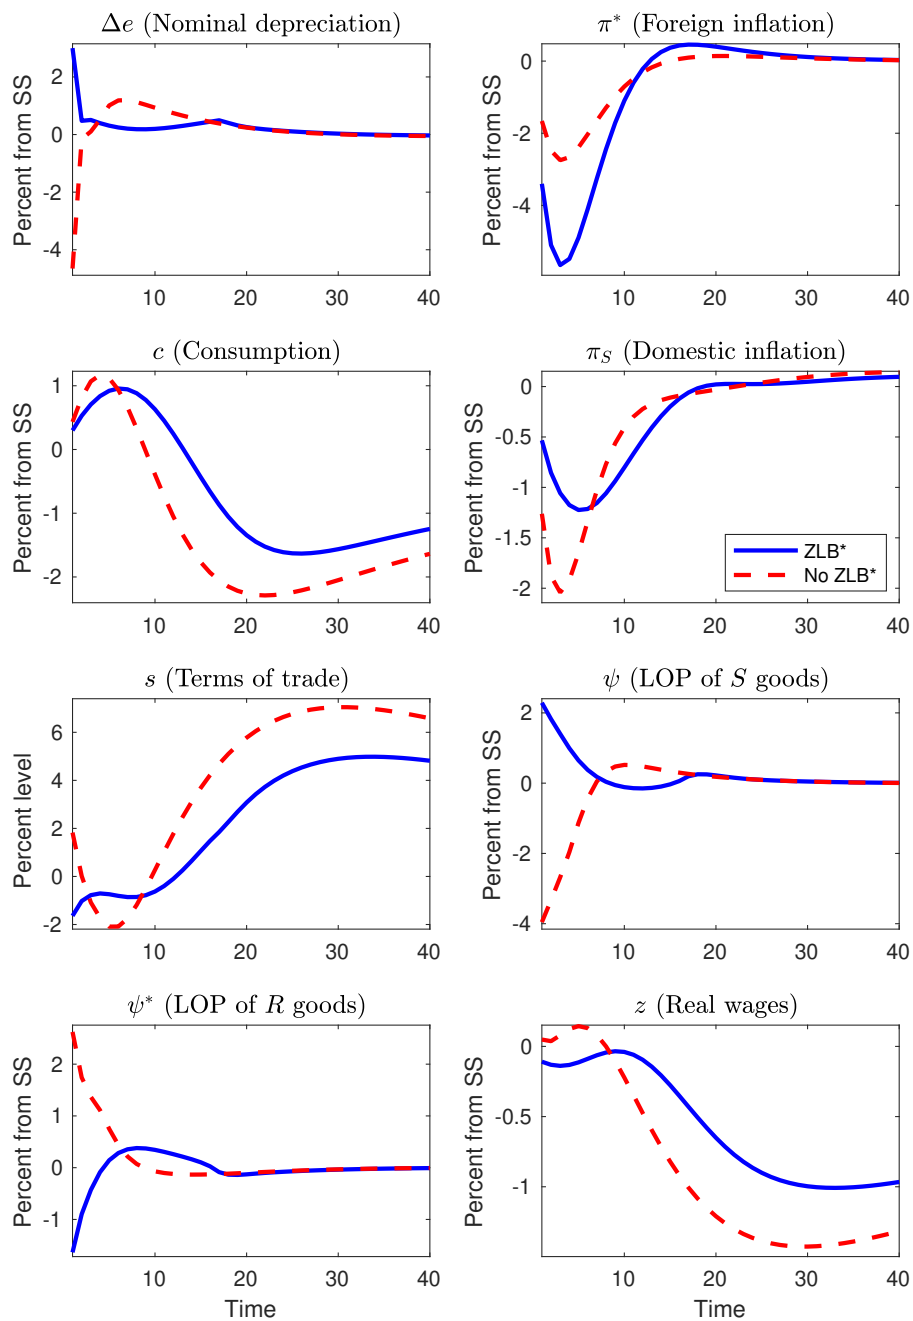 Δe (Nominal depreciation)
Percent from SS
2
0
-2
-4
10 20 30 40
π* (Foreign inflation)
Percent from SS
0
-2
-4
10 20 30 40
c (Consumption)
Percent from SS
1
0
-1
-2
10 20 30 40
π_S (Domestic inflation)
Percent from SS
0
-0.5
-1
-1.5
-2
ZLB*
No ZLB*
10 20 30 40
s (Terms of trade)
Percent level
6
4
2
0
-2
10 20 30 40
ψ (LOP of S goods)
Percent from SS
2
0
-2
-4
10 20 30 40
ψ* (LOP of R goods)
Percent from SS
2
1
0
-1
10 20 30 40
Time
z (Real wages)
Percent from SS
0
-0.5
-1
10 20 30 40
Time